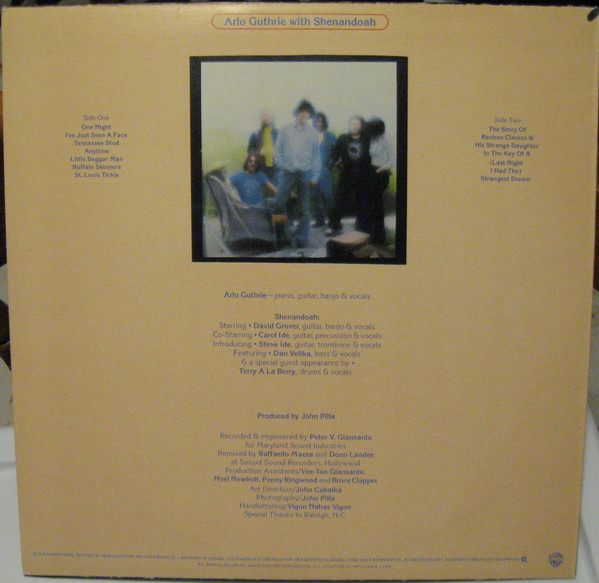 Arlo Guthrie with Shenandoah
Side One
One Night
I'm Just Seen A Face
Tennessee Stud
Anytime
Little Beggar Man
Buffalo Skinners
St. Louis Tickle
Side Two
The Story Of
Reuben Clamzo &
His Strange Daughter
In The Key Of A
(Last Night
I Had The)
Strangest Dream
Arlo Guthrie—piano, guitar, banjo & vocals
Shenandoah:
Starring • David Grover, guitar, banjo & vocals
Co-Starring • Carol Ide, guitar, percussion & vocals
Introducing • Steve Ide, guitar, trombone & vocals
Featuring • Dan Velika, bass & vocals
& a special guest appearance by •
Terry A La Berry, drums & vocals
Produced by John Pilla
Recorded & engineered by Peter V. Giansante
for Maryland Sound Industries
Remixed by Raffaello Mazza and Donn Landee
at Sunset Sound Recorders, Hollywood
Production Assistants/Vee-Toe Giansante,
Noel Newbolt, Penny Ringwood and Bruce Clapper
Art Direction/John Cabalka
Photography/John Pilla
Handlettering/Vigon Nahas Vigon
Special Thanks to Raleigh, N.C.